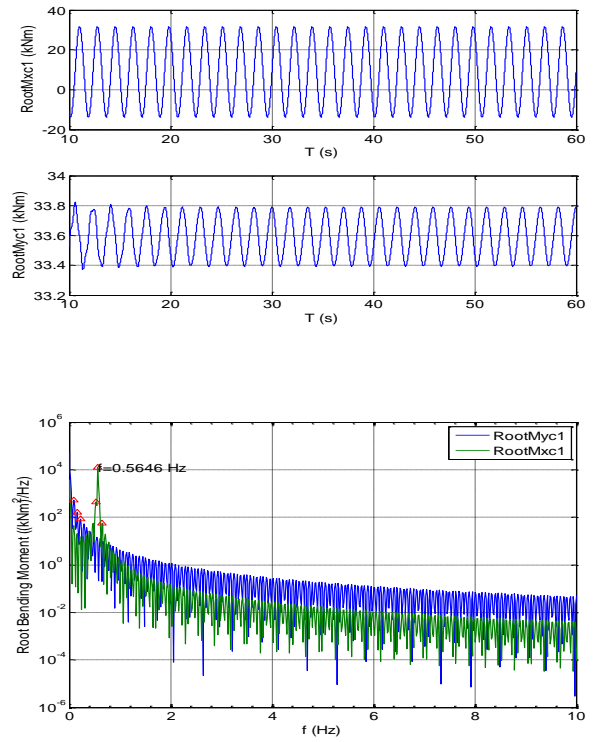 40
20
0
-20
10 20 30 40 50 60
T (s)
RootMxc1 (kNm)
34
33.8
33.6
33.4
33.2
10 20 30 40 50 60
T (s)
RootMyc1 (kNm)
10^6
10^4
10^2
10^0
10^-2
10^-4
10^-6
0 2 4 6 8 10
f (Hz)
Root Bending Moment ((kNm)^2/Hz)
f=0.5646 Hz
RootMyc1
RootMxc1